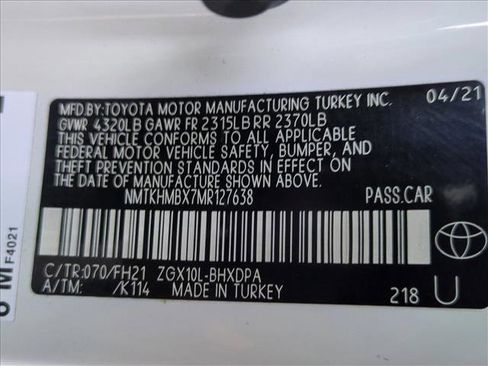 MFD.BY:TOYOTA MOTOR MANUFACTURING TURKEY INC. 04/21
GVWR 4320LB GAWR FR 2315LB RR 2370LB
THIS VEHICLE CONFORMS TO ALL APPLICABLE
FEDERAL MOTOR VEHICLE SAFETY, BUMPER, AND
THEFT PREVENTION STANDARDS IN EFFECT ON
THE DATE OF MANUFACTURE SHOWN ABOVE.
NMTKHMBX7MR127638 PASS.CAR
C/TR:070/FH21 ZGX10L-BHXDPA
A/TM: /K114 MADE IN TURKEY 218 U
F4021